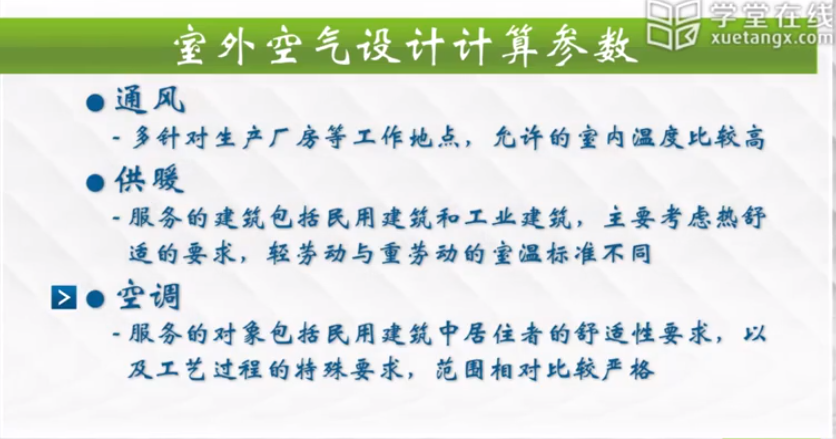 学堂在线
xuetangx.com
室外空气设计计算参数
● 通风
- 多针对生产厂房等工作地点，允许的室内温度比较高
● 供暖
- 服务的建筑包括民用建筑和工业建筑，主要考虑热舒
适的要求，轻劳动与重劳动的室温标准不同
● 空调
- 服务的对象包括民用建筑中居住者的舒适性要求，以
及工艺过程的特殊要求，范围相对比较严格